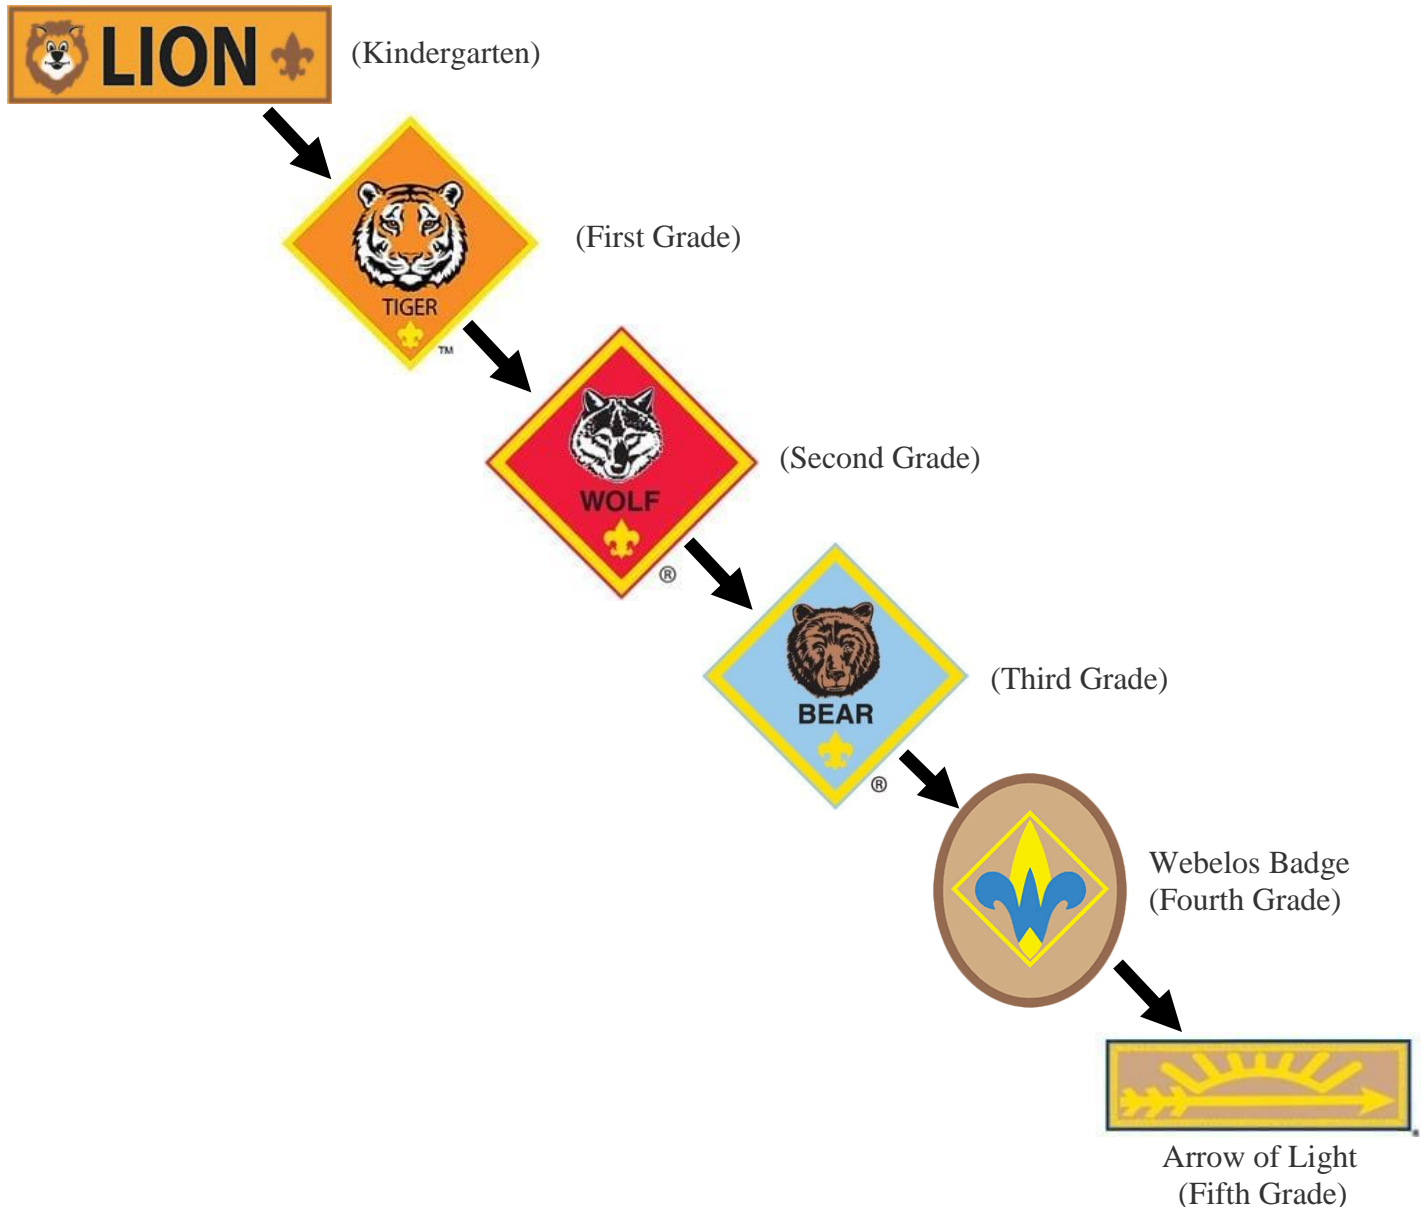 LION
(Kindergarten)
TIGER
TM
(First Grade)
WOLF
®
(Second Grade)
BEAR
®
(Third Grade)
Webelos Badge
(Fourth Grade)
Arrow of Light
(Fifth Grade)